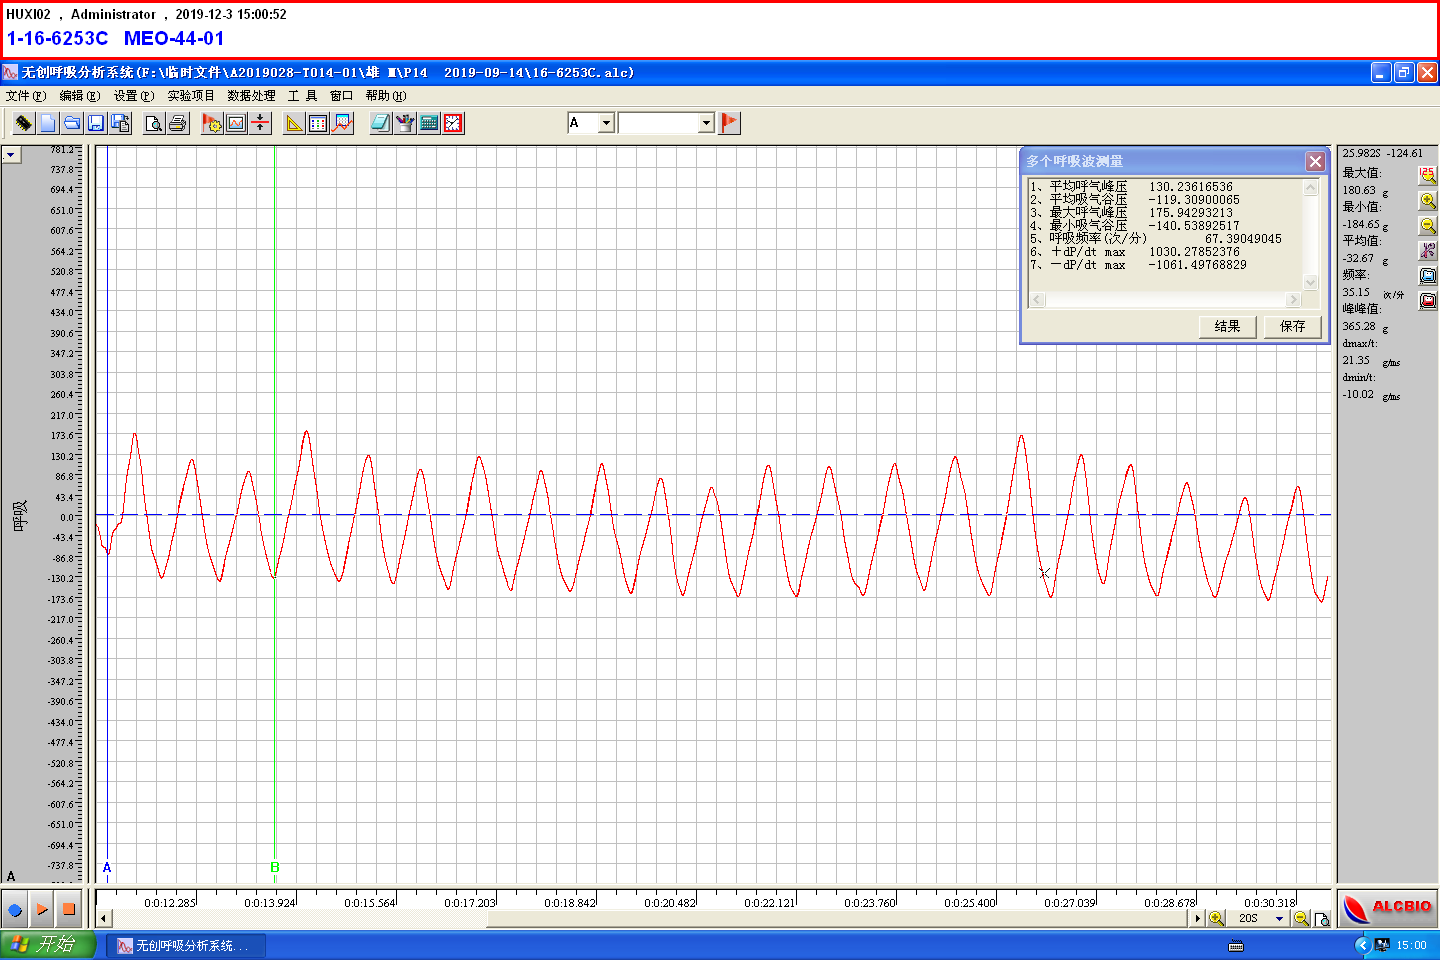 HUXI02 , Administrator , 2019-12-3 15:00:52
1-16-6253C MEO-44-01
无创呼吸分析系统(F:\临时文件\A2019028-T014-01\雄 M\P14 2019-09-14\16-6253C.alc)
文件(F) 编辑(E) 设置(P) 实验项目 数据处理 工 具 窗口 帮助(H)
A
781.2
737.8
694.4
651.0
607.6
564.2
520.8
477.4
434.0
390.6
347.2
303.8
260.4
217.0
173.6
130.2
86.8
43.4
0.0
-43.4
-86.8
-130.2
-173.6
-217.0
-260.4
-303.8
-347.2
-390.6
-434.0
-477.4
-520.8
-564.2
-607.6
-651.0
-694.4
-737.8
呼吸
A
A
B
多个呼吸波测量
1、平均呼气峰压 130.23616536
2、平均吸气谷压 -119.30900065
3、最大呼气峰压 175.94293213
4、最小吸气谷压 -140.53892517
5、呼吸频率(次/分) 67.39049045
6、+dP/dt max 1030.27852376
7、-dP/dt max -1061.49768829
结果 保存
25.982S -124.61
最大值:
180.63 g
最小值:
-184.65 g
平均值:
-32.67 g
频率:
35.15 次/分
峰峰值:
365.28 g
dmax/t:
21.35 g/ms
dmin/t:
-10.02 g/ms
125
0:0:12.285 0:0:13.924 0:0:15.564 0:0:17.203 0:0:18.842 0:0:20.482 0:0:22.121 0:0:23.760 0:0:25.400 0:0:27.039 0:0:28.678 0:0:30.318
20S
ALCBIO
开始 无创呼吸分析系统... 15:00